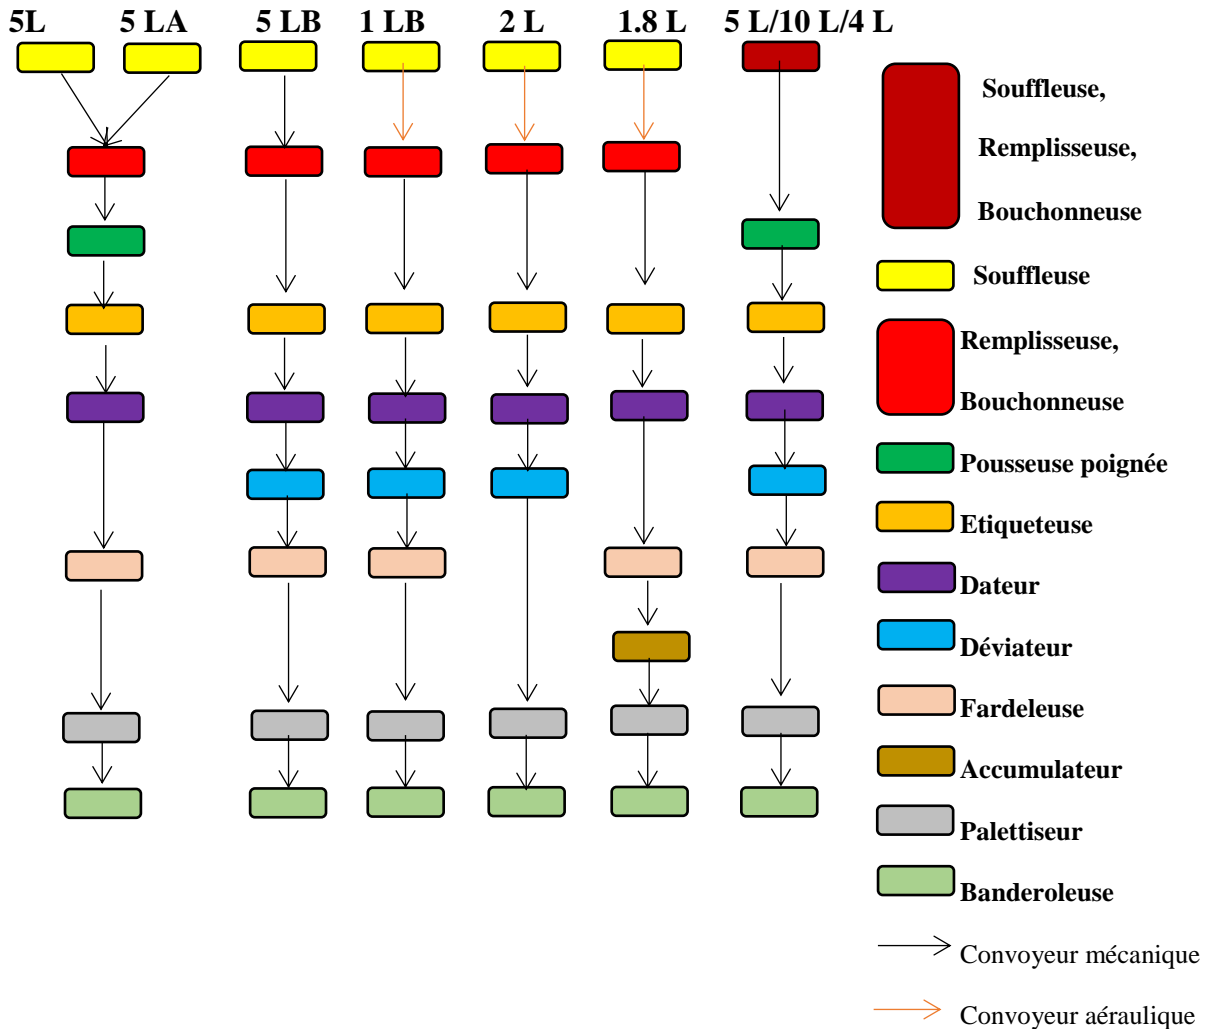 5L 5 LA 5 LB 1 LB 2 L 1.8 L 5 L/10 L/4 L
Souffleuse,
Remplisseuse,
Bouchonneuse
Souffleuse
Remplisseuse,
Bouchonneuse
Pousseuse poignée
Etiqueteuse
Dateur
Déviateur
Fardeleuse
Accumulateur
Palettiseur
Banderoleuse
Convoyeur mécanique
Convoyeur aéraulique